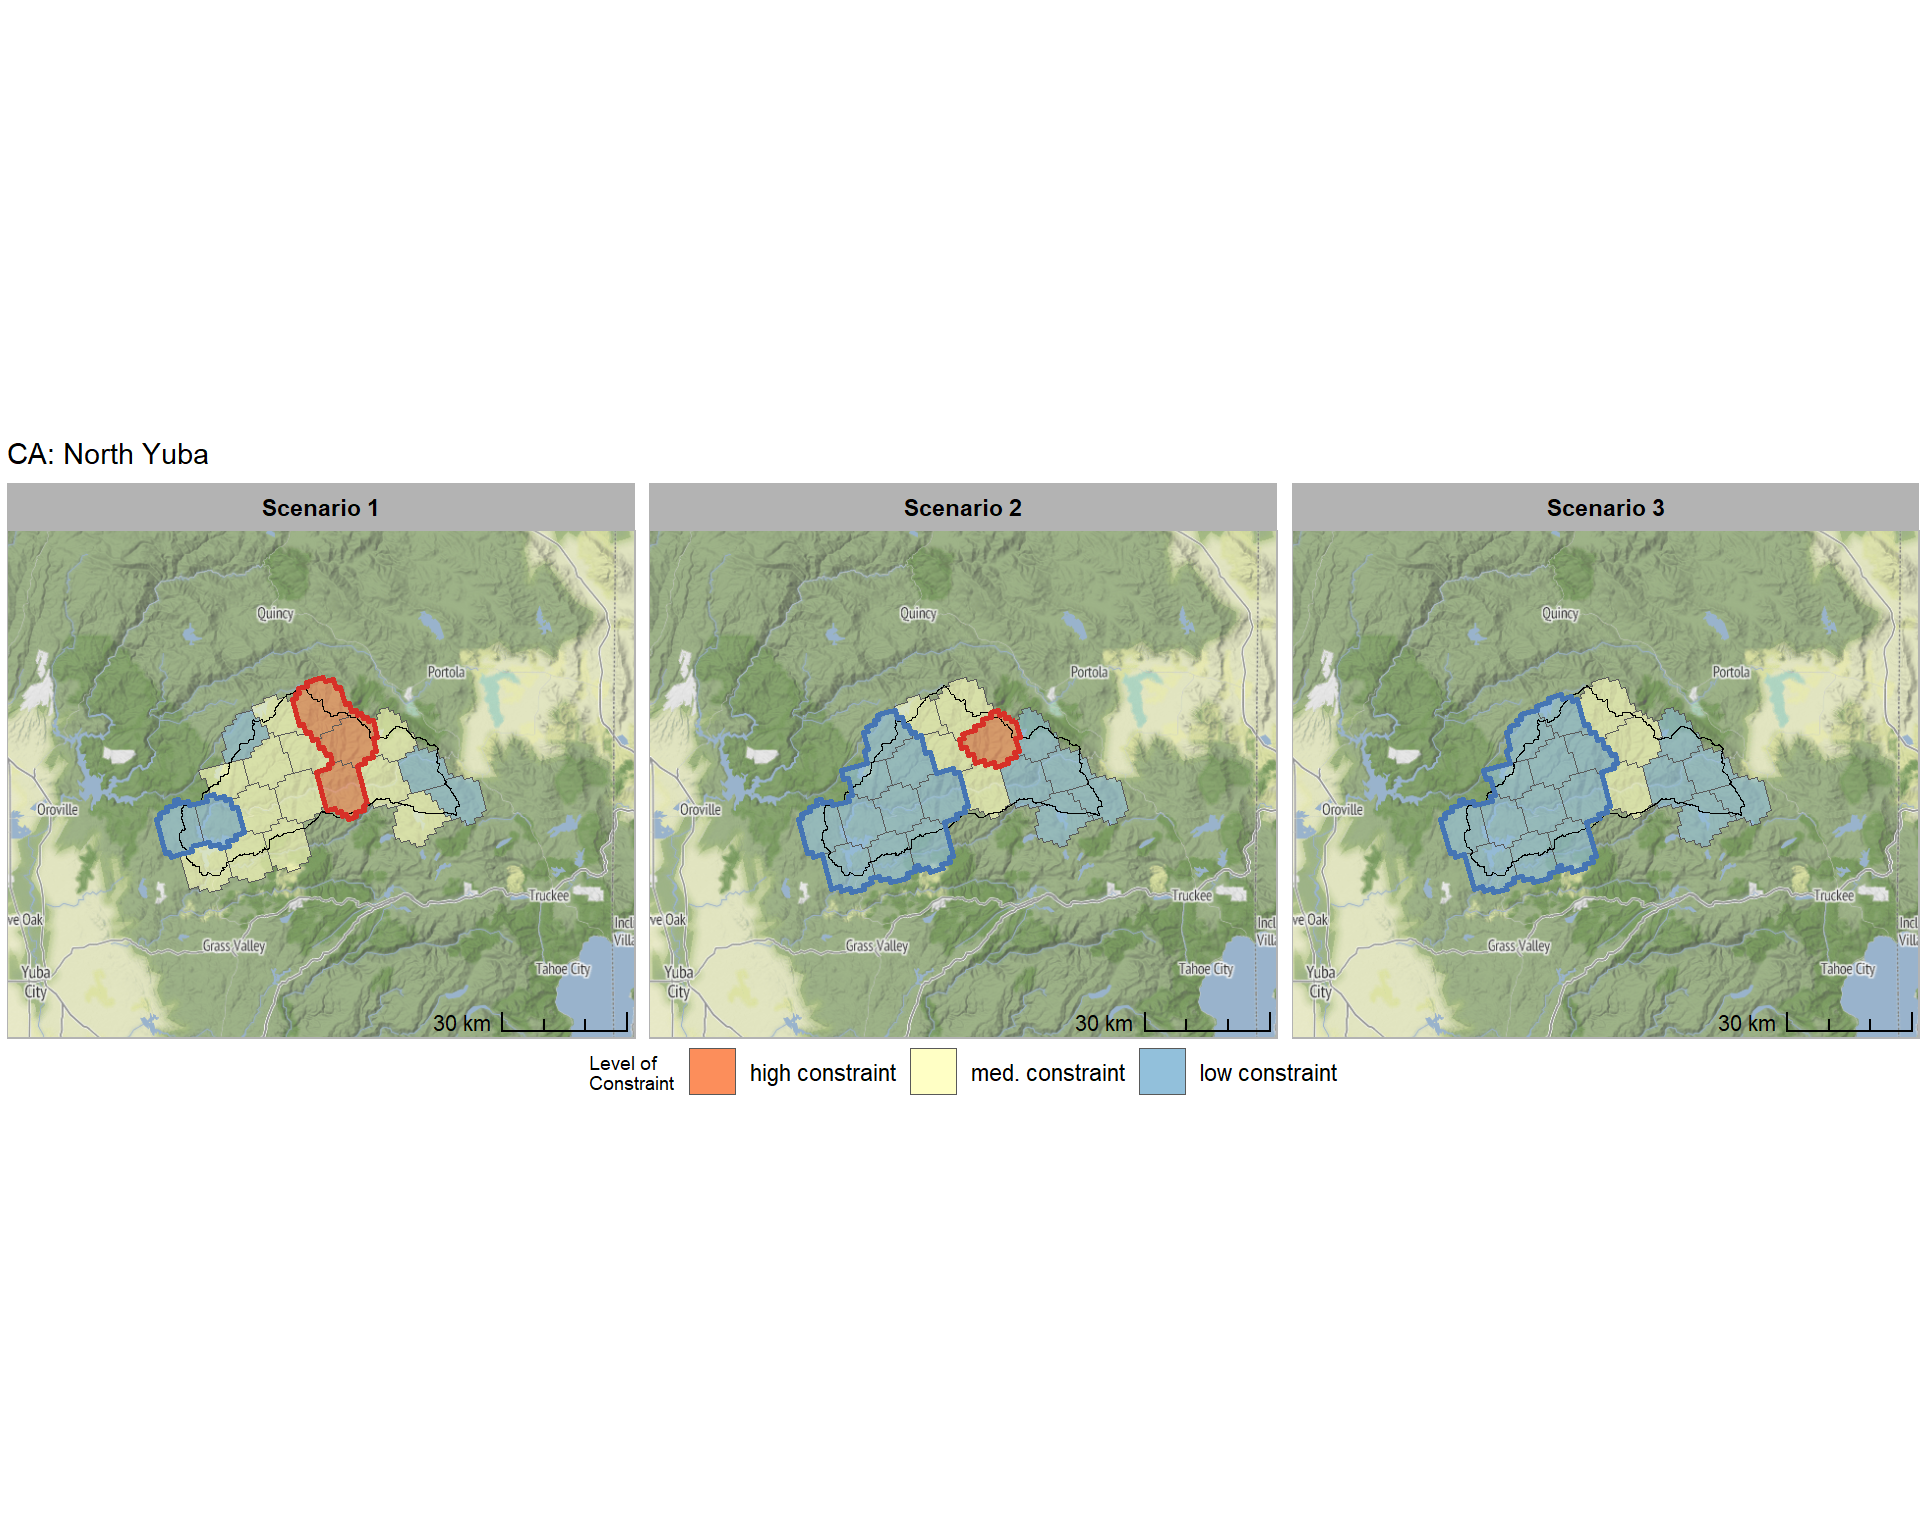 CA: North Yuba
Scenario 1
Scenario 2
Scenario 3
Quincy
Portola
Oroville
Truckee
ve Oak
Incl
Villa
Grass Valley
Yuba
City
Tahoe City
30 km
Quincy
Portola
Oroville
Truckee
ve Oak
Incl
Villa
Grass Valley
Yuba
City
Tahoe City
30 km
Quincy
Portola
Oroville
Truckee
ve Oak
Incl
Villa
Grass Valley
Yuba
City
Tahoe City
30 km
Level of
Constraint
high constraint
med. constraint
low constraint